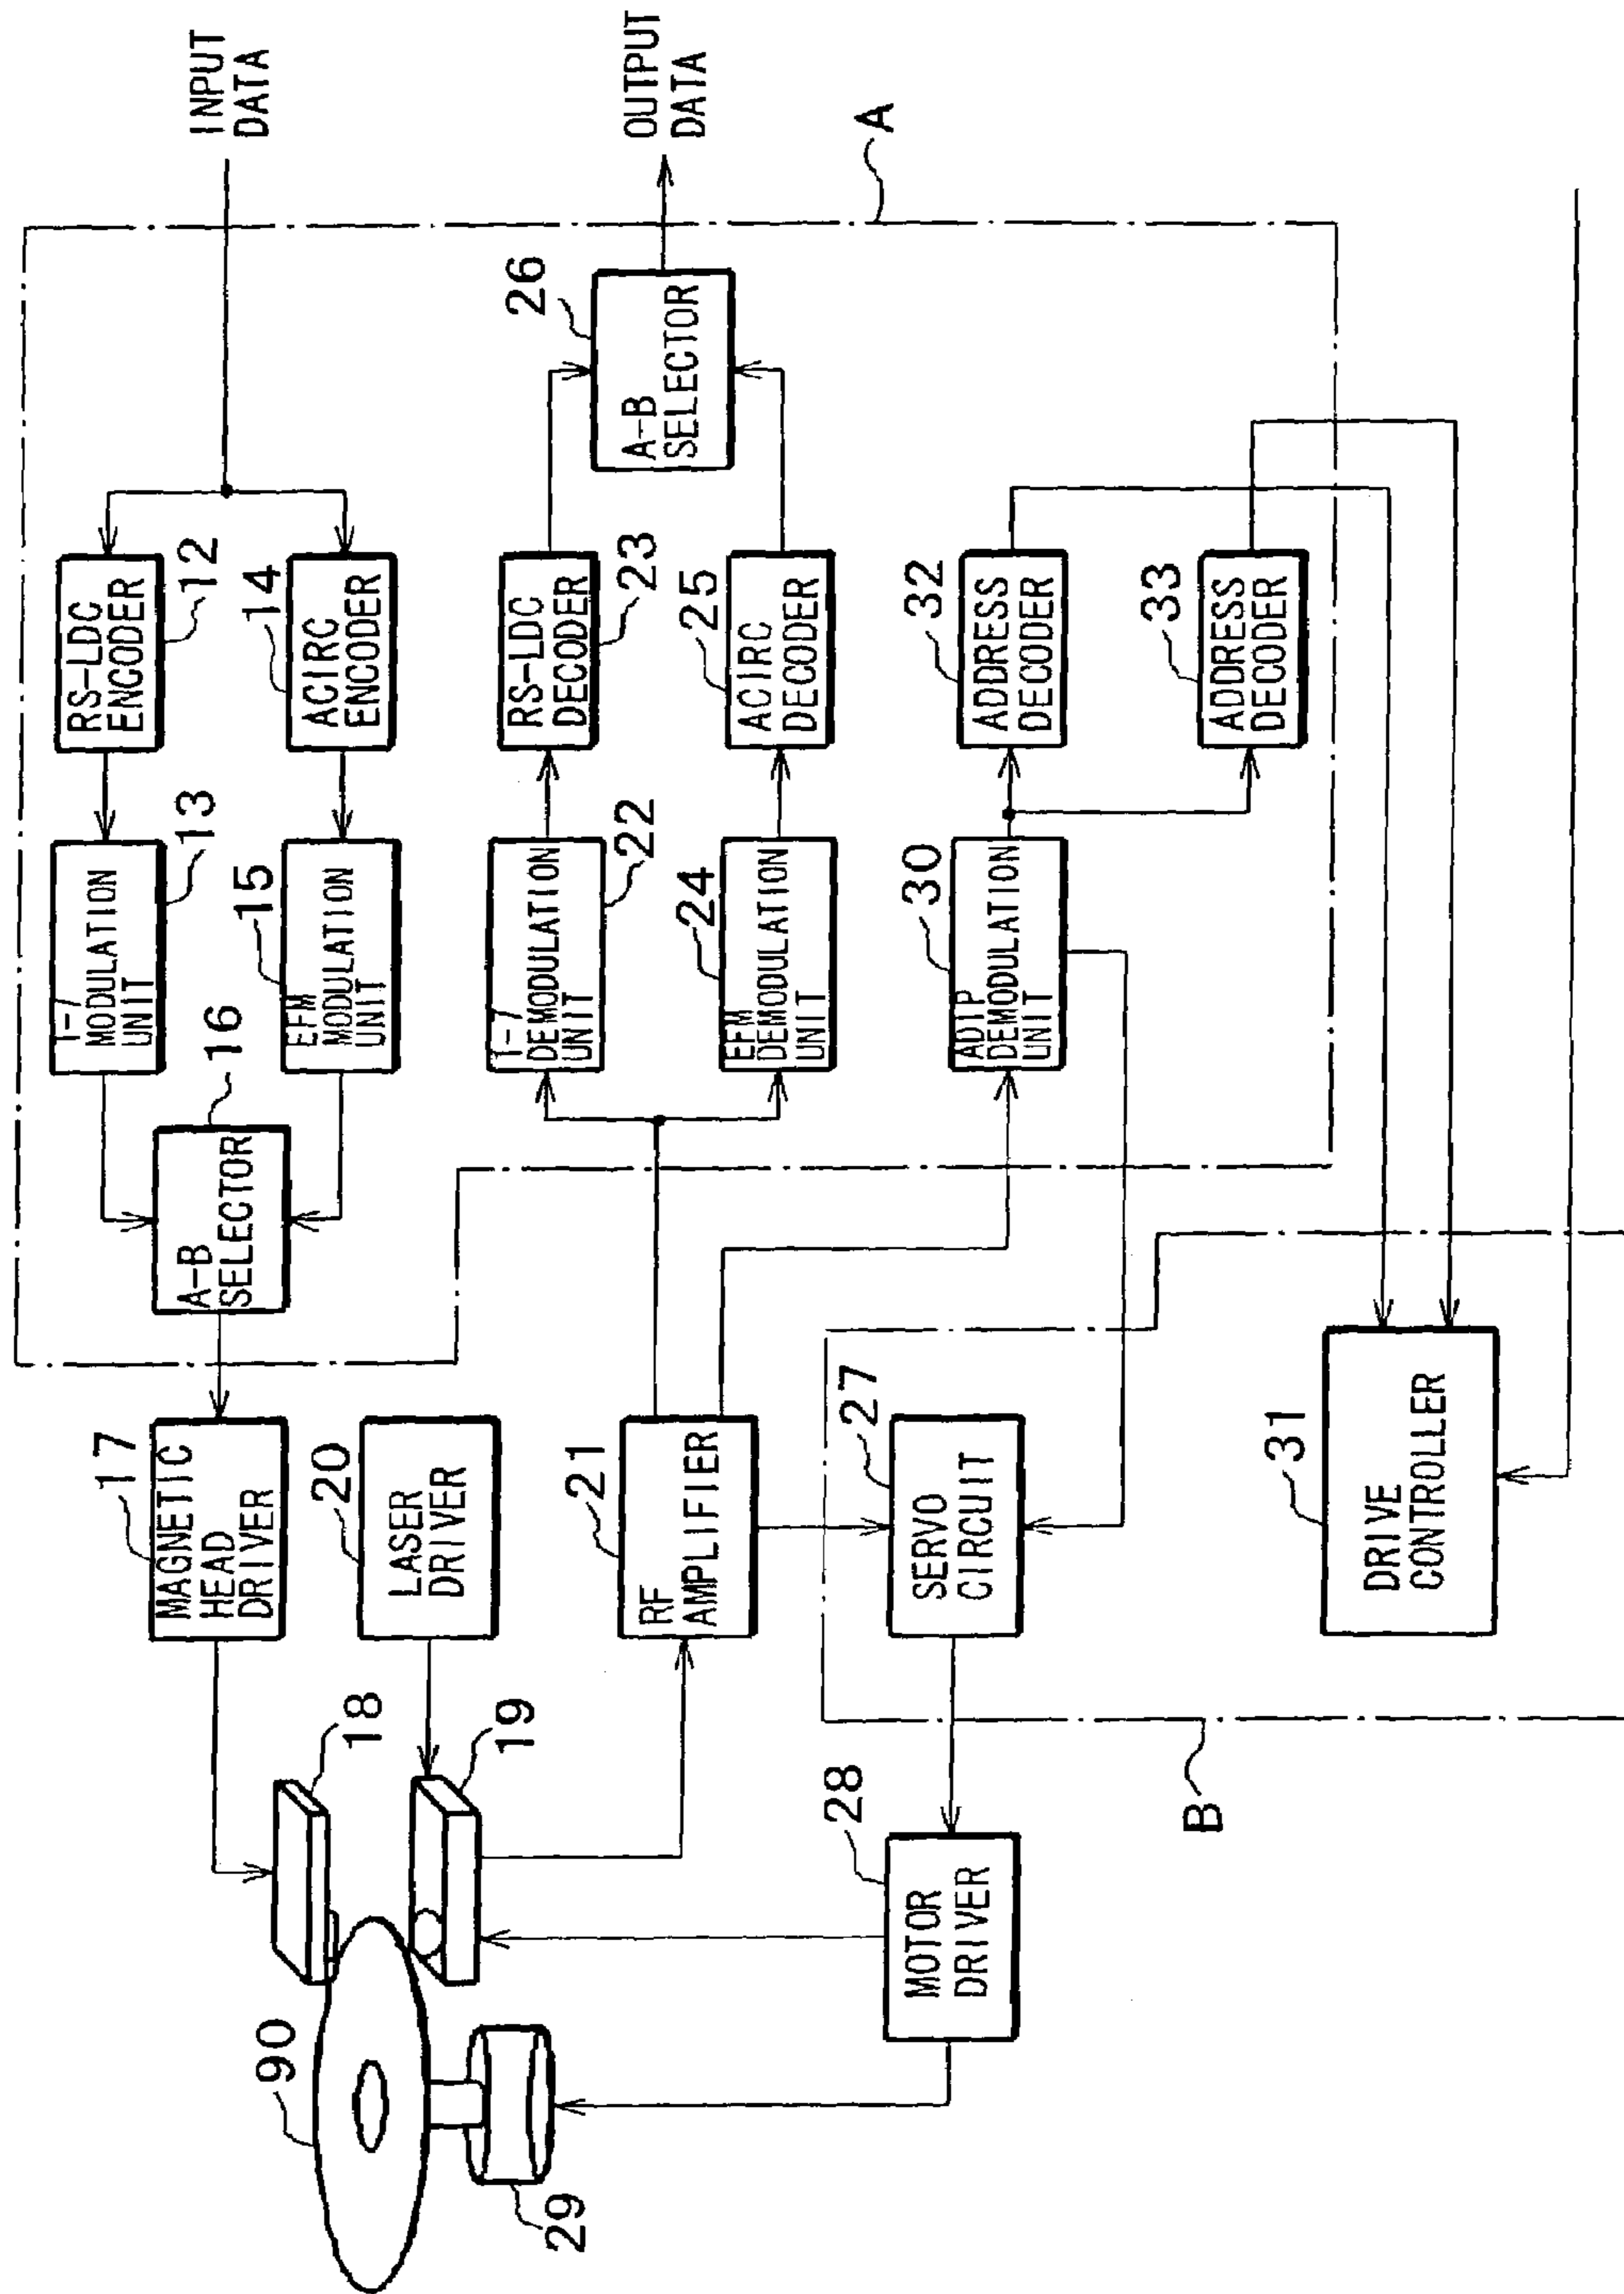 INPUT
DATA
RS-LDC
ENCODER
12
1-7
MODULATION
UNIT
13
ACIRC
ENCODER
14
EFM
MODULATION
UNIT
15
A-B
SELECTOR
16
MAGNETIC
HEAD
DRIVER
17
18
LASER
DRIVER
20
19
90
29
OUTPUT
DATA
A-B
SELECTOR
26
RS-LDC
DECODER
23
1-7
DEMODULATION
UNIT
22
ACIRC
DECODER
25
EFM
DEMODULATION
UNIT
24
RF
AMPLIFIER
21
A
ADDRESS
DECODER
32
ADDRESS
DECODER
33
ADIP
DEMODULATION
UNIT
30
SERVO
CIRCUIT
27
MOTOR
DRIVER
28
DRIVE
CONTROLLER
31
B